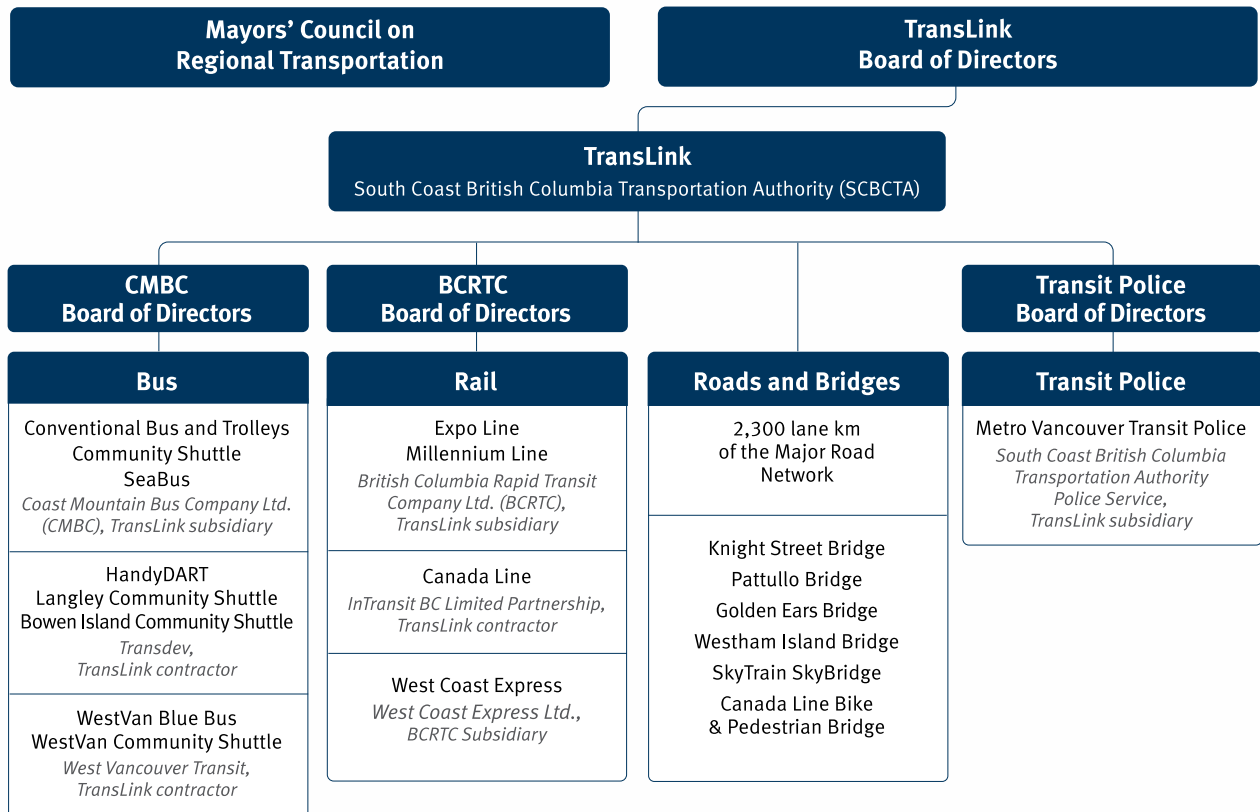 Mayors’ Council on
Regional Transportation
TransLink
Board of Directors
TransLink
South Coast British Columbia Transportation Authority (SCBCTA)
CMBC
Board of Directors
Bus
Conventional Bus and Trolleys
Community Shuttle
SeaBus
Coast Mountain Bus Company Ltd.
(CMBC), TransLink subsidiary
HandyDART
Langley Community Shuttle
Bowen Island Community Shuttle
Transdev,
TransLink contractor
WestVan Blue Bus
WestVan Community Shuttle
West Vancouver Transit,
TransLink contractor
BCRTC
Board of Directors
Rail
Expo Line
Millennium Line
British Columbia Rapid Transit
Company Ltd. (BCRTC),
TransLink subsidiary
Canada Line
InTransit BC Limited Partnership,
TransLink contractor
West Coast Express
West Coast Express Ltd.,
BCRTC Subsidiary
Roads and Bridges
2,300 lane km
of the Major Road
Network
Knight Street Bridge
Pattullo Bridge
Golden Ears Bridge
Westham Island Bridge
SkyTrain SkyBridge
Canada Line Bike
& Pedestrian Bridge
Transit Police
Board of Directors
Transit Police
Metro Vancouver Transit Police
South Coast British Columbia
Transportation Authority
Police Service,
TransLink subsidiary